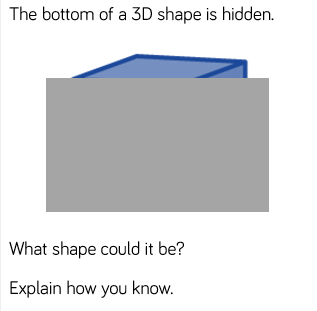 The bottom of a 3D shape is hidden.
What shape could it be?
Explain how you know.